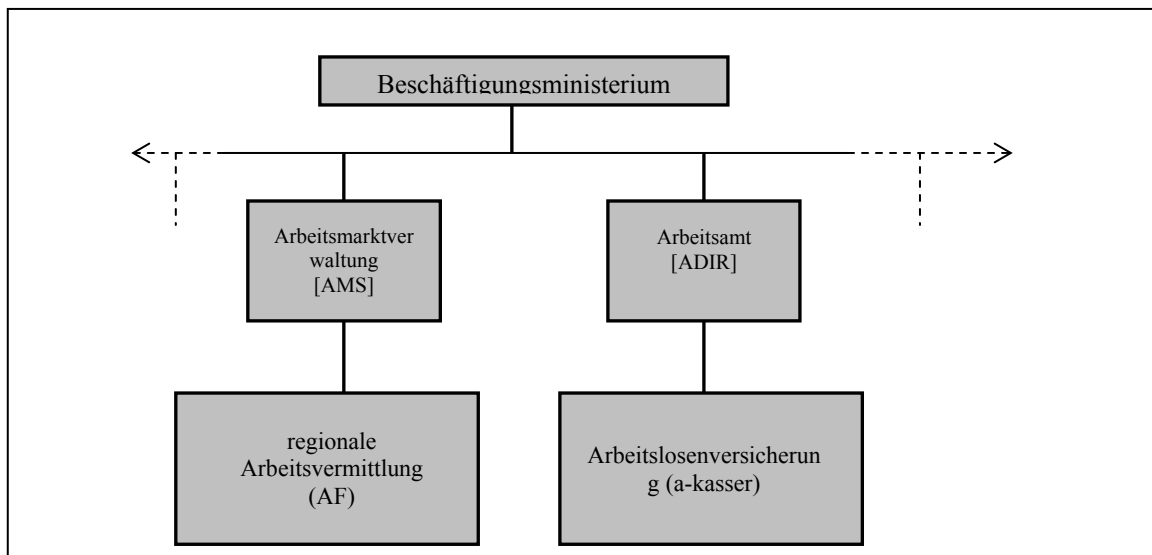 Beschäftigungsministerium
Arbeitsmarktver
waltung
[AMS]
Arbeitsamt
[ADIR]
regionale
Arbeitsvermittlung
(AF)
Arbeitslosenversicherun
g (a-kasser)